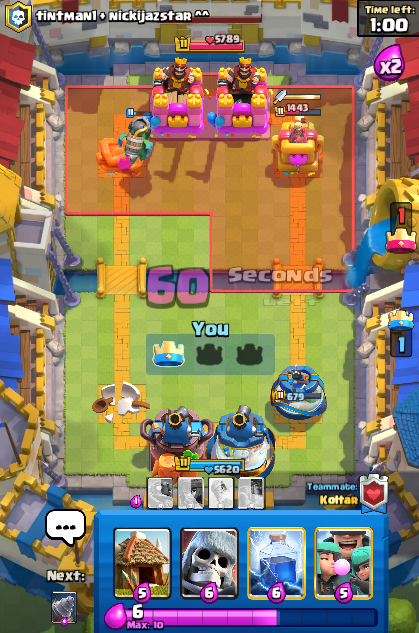 tintman1 + Nickijazstar ^^
Time left:
1:00
5789
x2
1443
1
60
Seconds
You
1
679
5620
Teammate:
Kottar
...
Next:
5
6
6
5
6
Max: 10